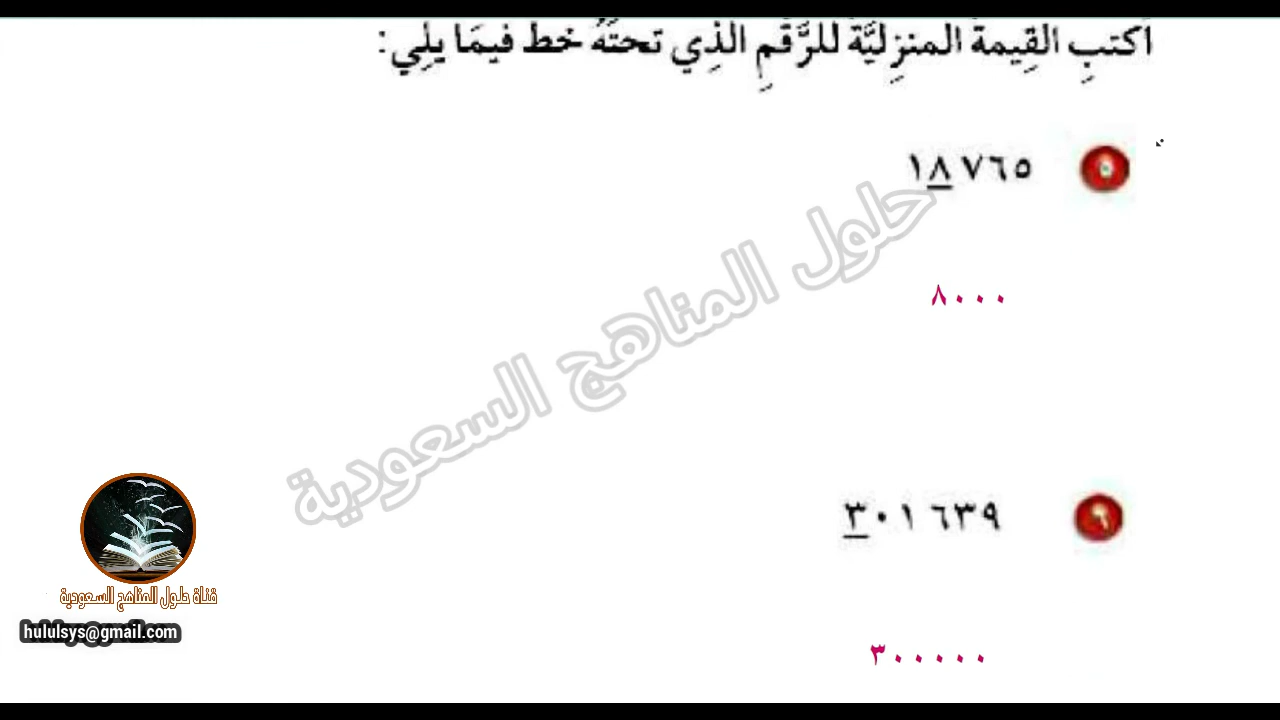 اكتبِ القِيمةَ المنزِليَّةَ للرَّقْمِ الذِي تحتَهُ خط فيمَا يلِي:
٥ ١٨٧٦٥
٨٠٠٠
حلول المناهج السعودية
٦ ٣٠١٦٣٩
٣٠٠٠٠٠
قناة حلول المناهج السعودية
hululsys@gmail.com